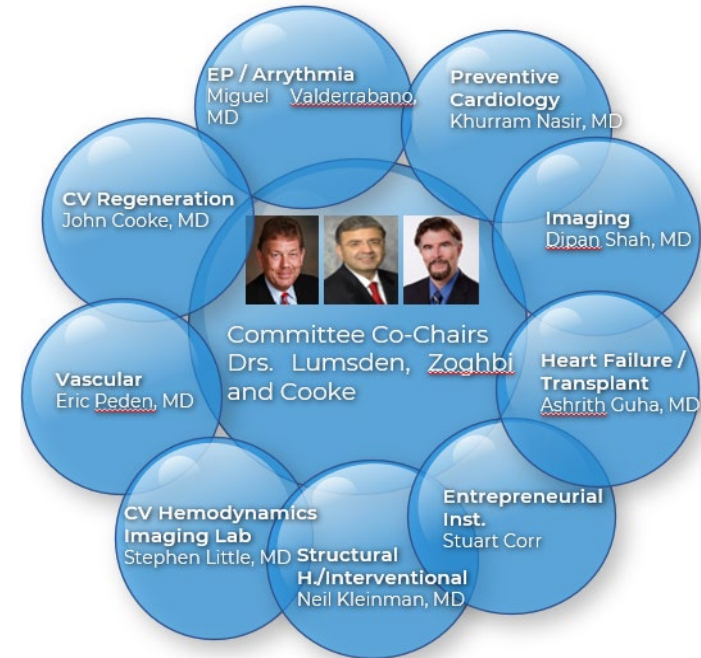 EP / Arrythmia
Miguel Valderrabano,
MD
Preventive
Cardiology
Khurram Nasir, MD
CV Regeneration
John Cooke, MD
Imaging
Dipan Shah, MD
Committee Co-Chairs
Drs. Lumsden, Zoghbi
and Cooke
Heart Failure /
Transplant
Ashrith Guha, MD
Vascular
Eric Peden, MD
Entrepreneurial
Inst.
Stuart Corr
CV Hemodynamics
Imaging Lab
Stephen Little, MD
Structural
H./Interventional
Neil Kleinman, MD